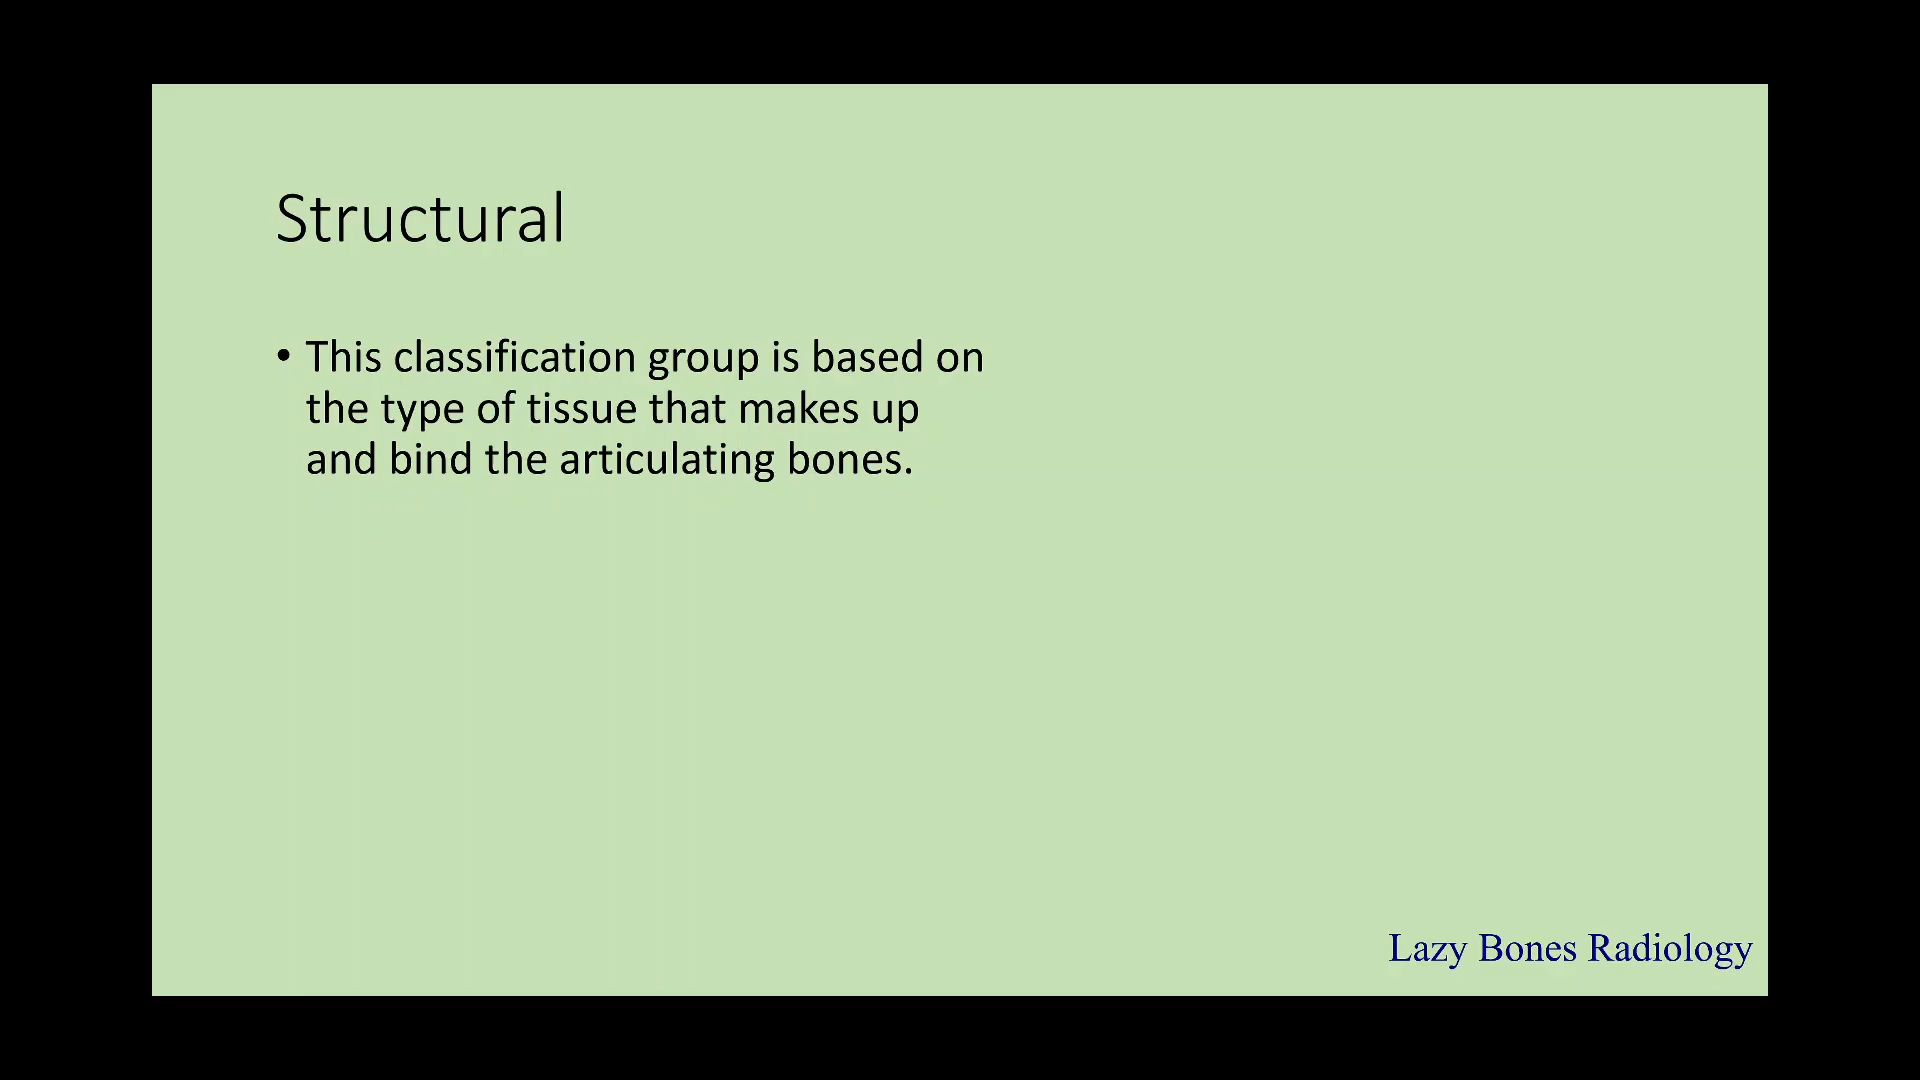 Structural
• This classification group is based on
the type of tissue that makes up
and bind the articulating bones.
Lazy Bones Radiology